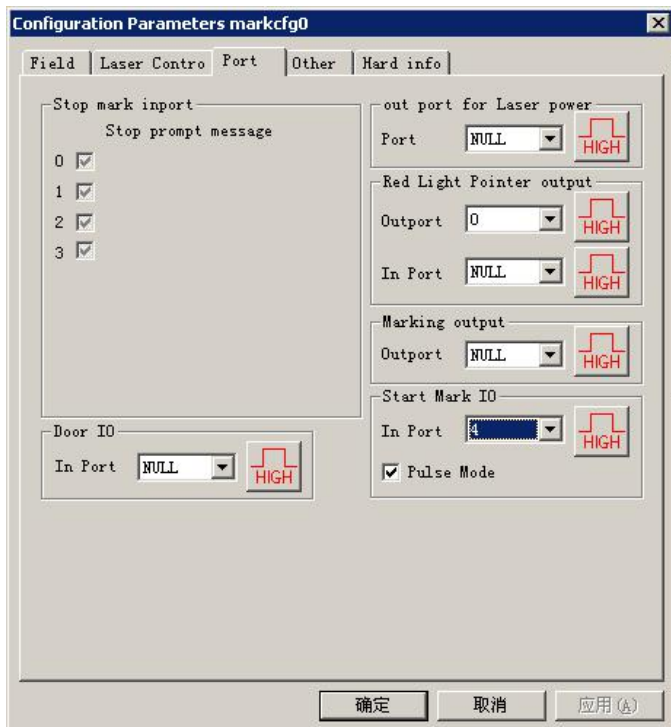 Configuration Parameters markcfg0
Field
Laser Contro
Port
Other
Hard info
Stop mark inport
Stop prompt message
0
1
2
3
Door IO
In Port NULL HIGH
out port for Laser power
Port NULL HIGH
Red Light Pointer output
Outport 0 HIGH
In Port NULL HIGH
Marking output
Outport NULL HIGH
Start Mark IO
In Port 4 HIGH
Pulse Mode
确定
取消
应用(A)